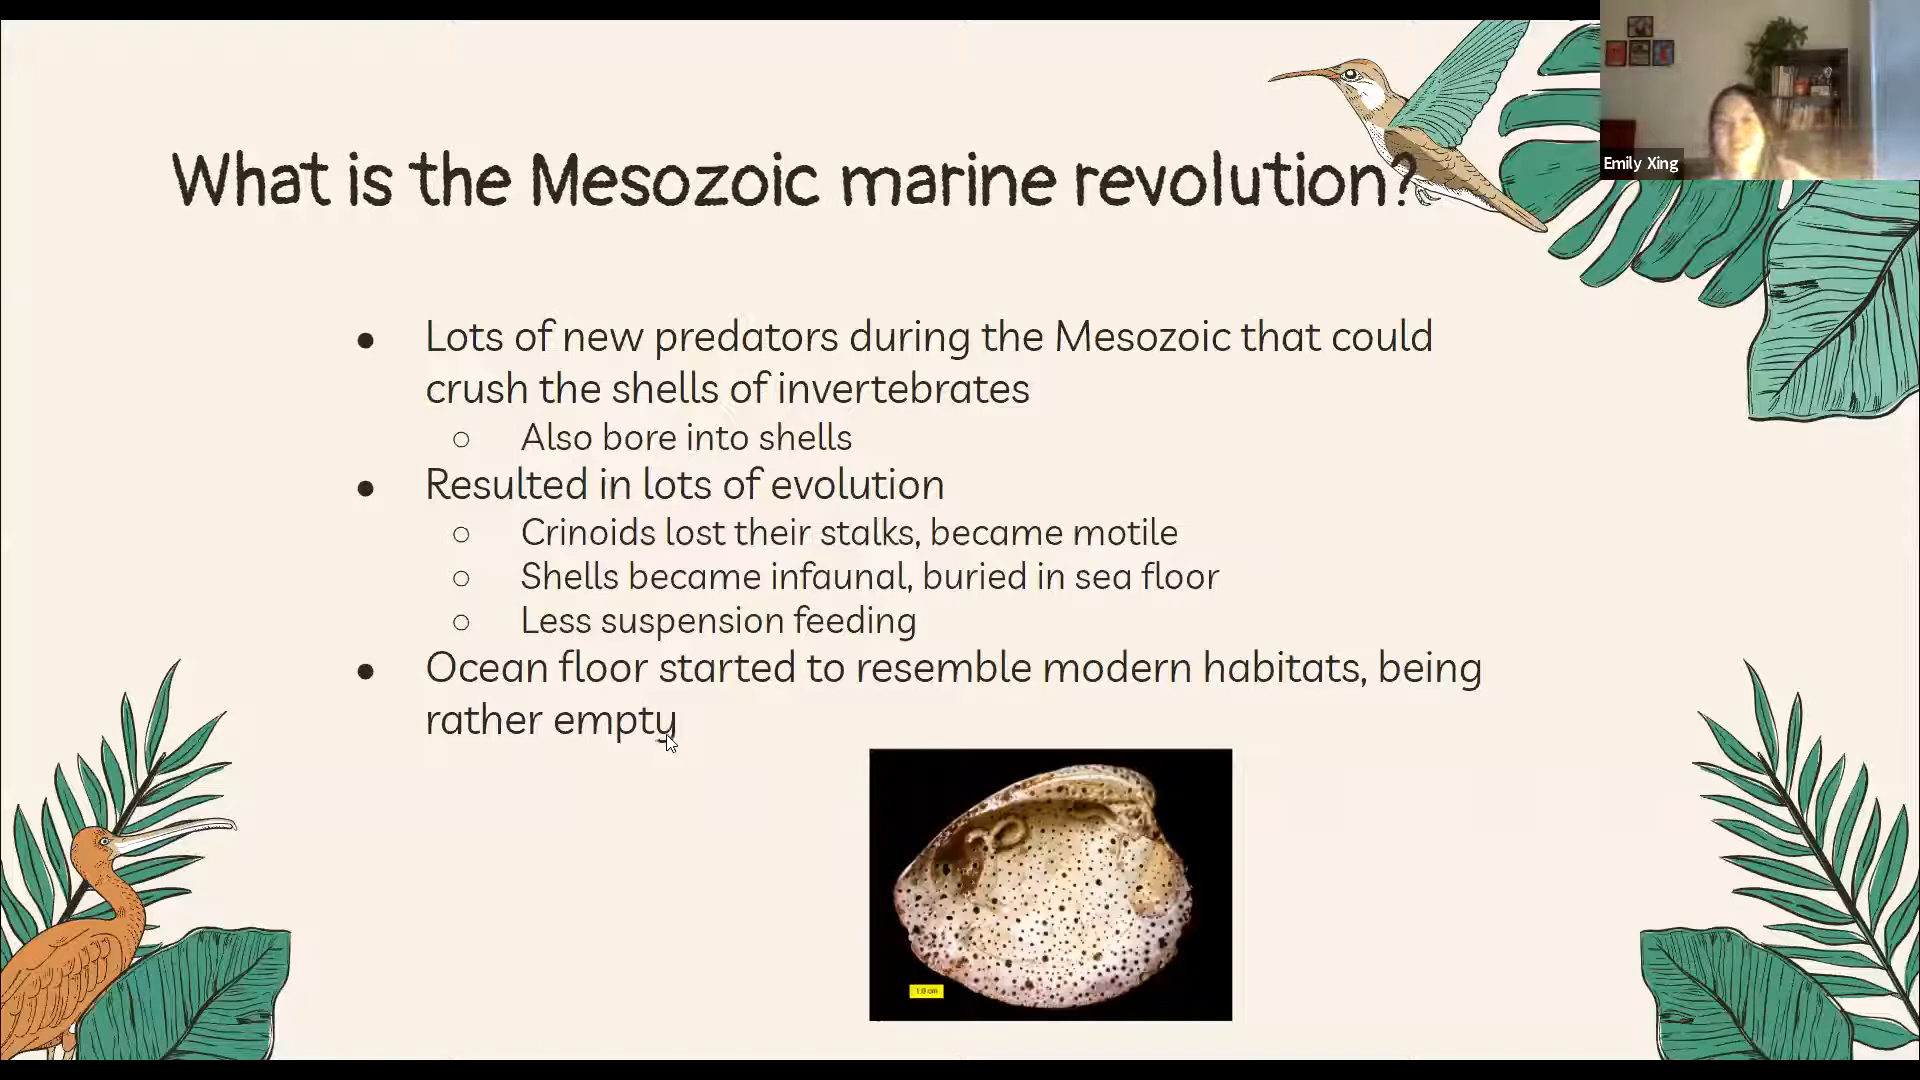 What is the Mesozoic marine revolution?
Emily Xing
● Lots of new predators during the Mesozoic that could
crush the shells of invertebrates
○ Also bore into shells
● Resulted in lots of evolution
○ Crinoids lost their stalks, became motile
○ Shells became infaunal, buried in sea floor
○ Less suspension feeding
● Ocean floor started to resemble modern habitats, being
rather empty
1.0 cm